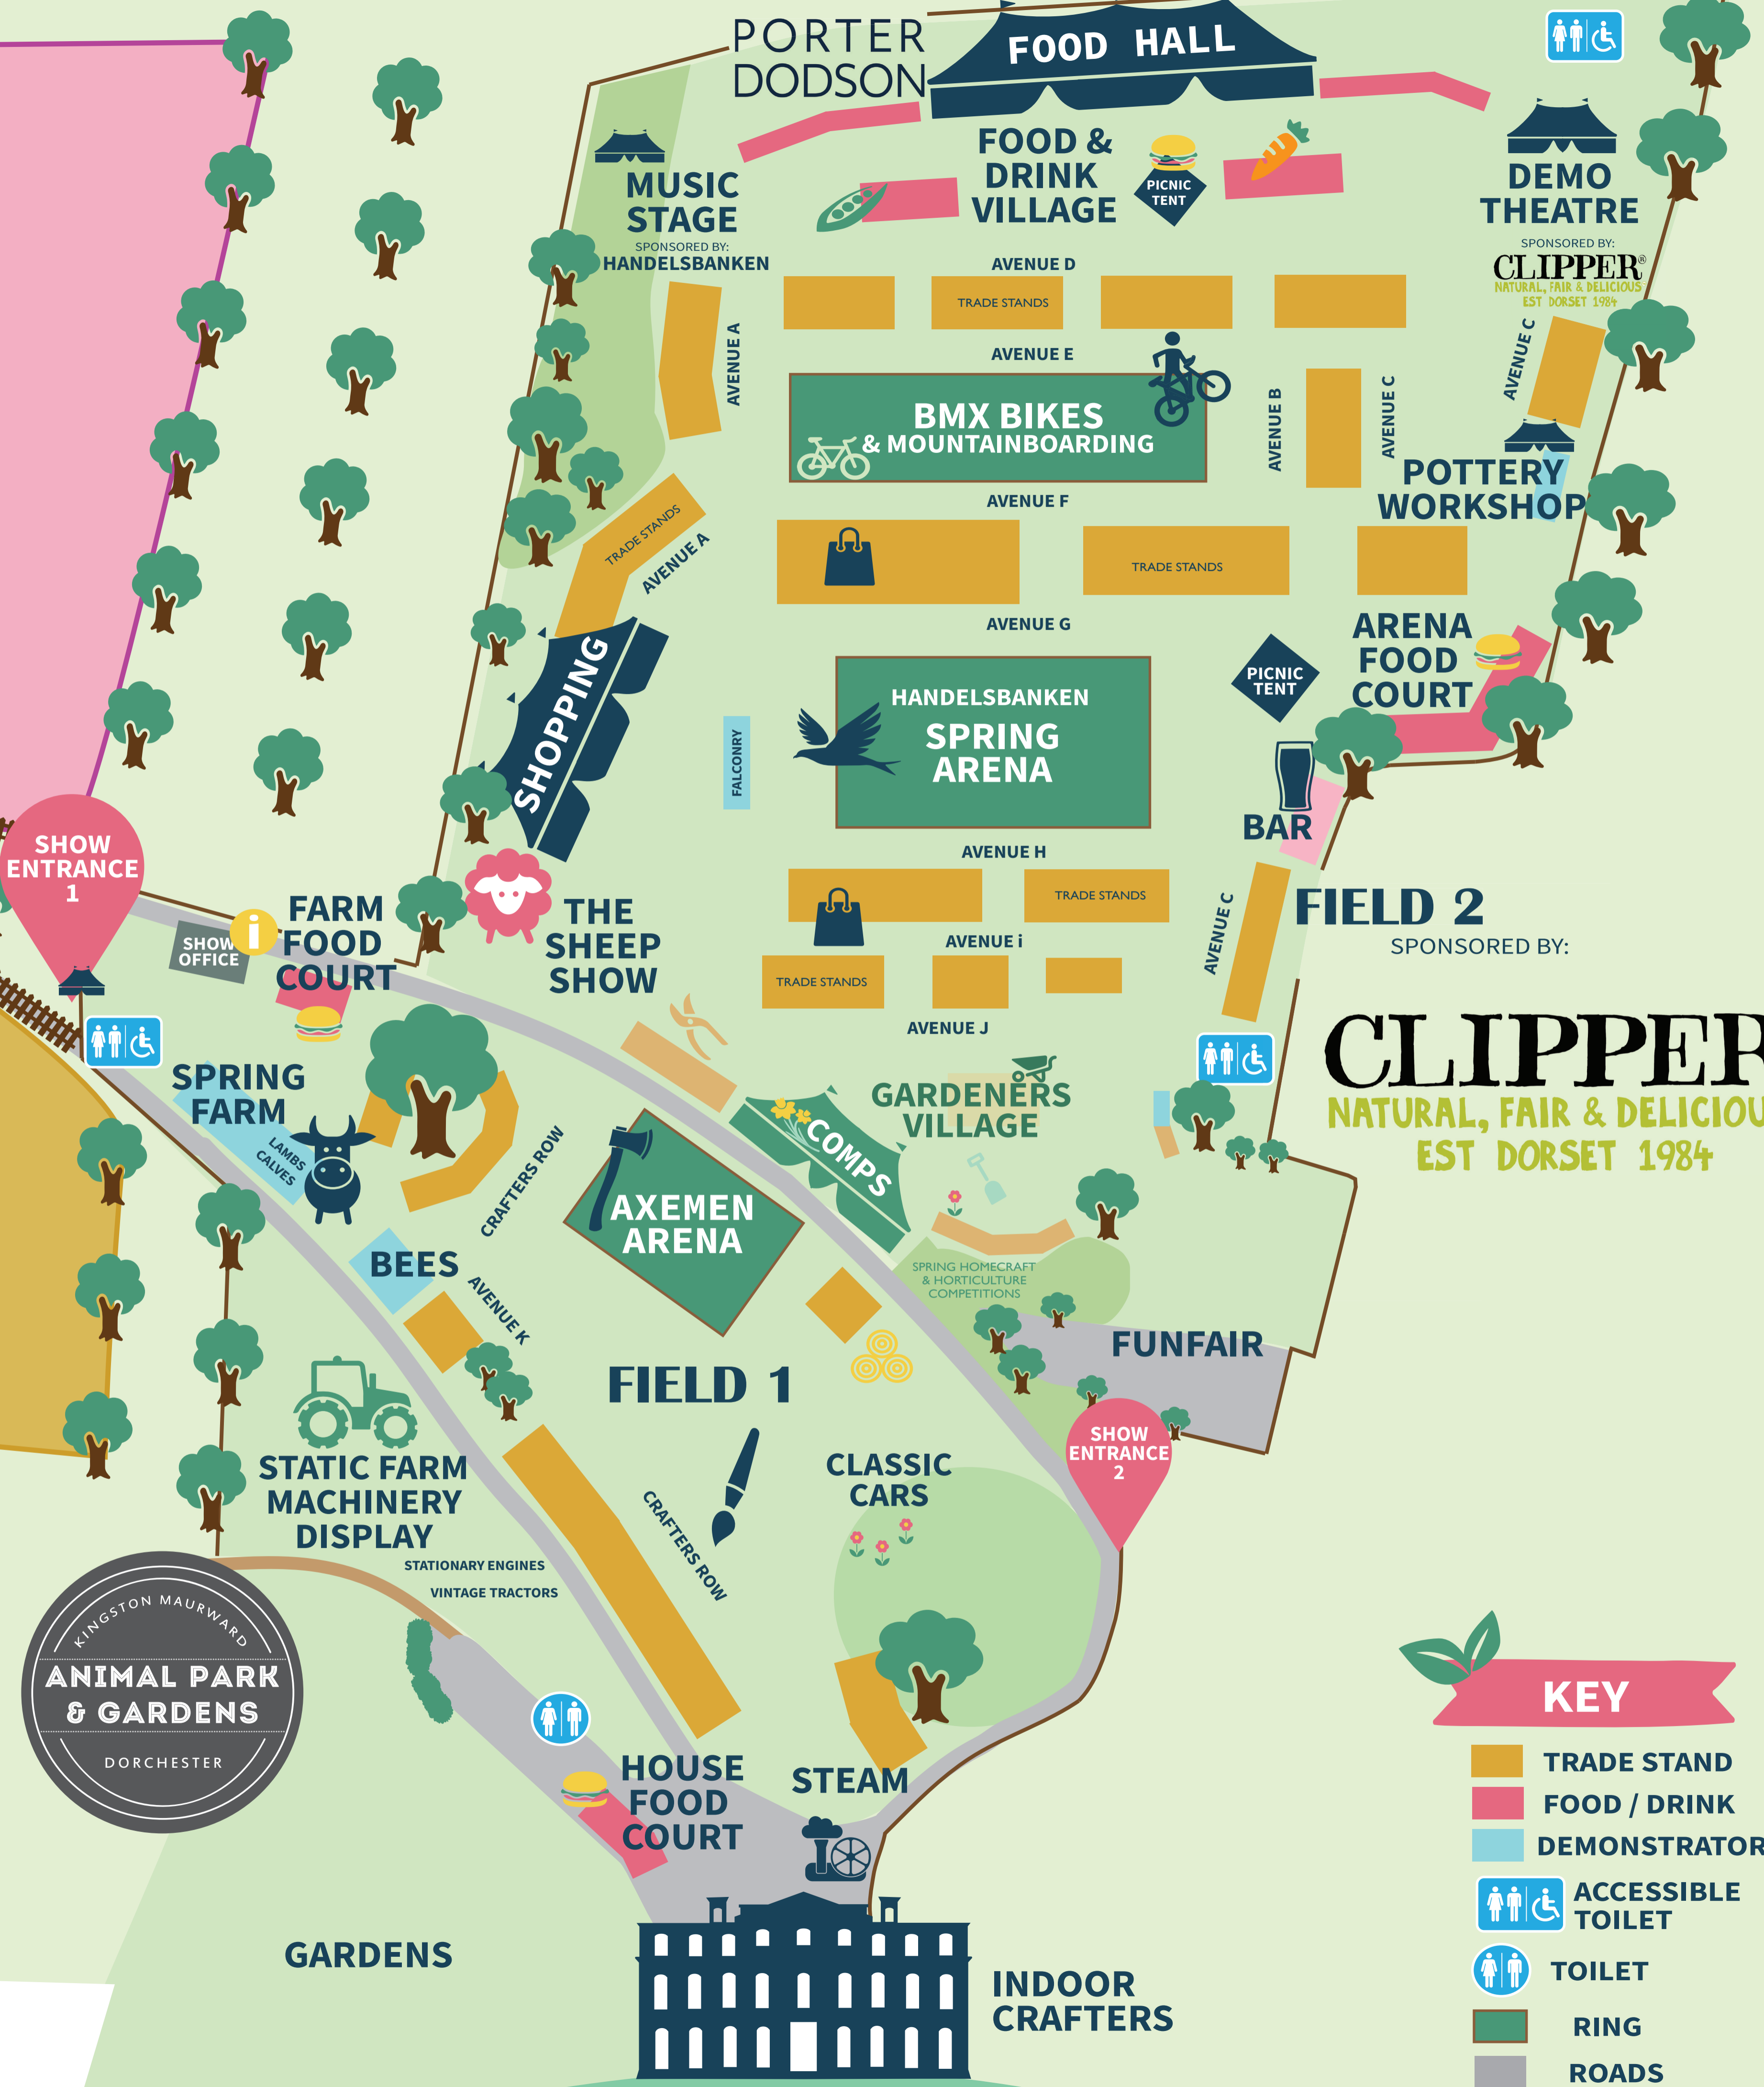 PORTER
DODSON
FOOD HALL
FOOD &
DRINK
VILLAGE
PICNIC
TENT
MUSIC
STAGE
SPONSORED BY:
HANDELSBANKEN
DEMO
THEATRE
SPONSORED BY:
CLIPPER®
NATURAL, FAIR & DELICIOUS
EST DORSET 1984
AVENUE D
TRADE STANDS
AVENUE A
AVENUE E
AVENUE C
BMX BIKES
& MOUNTAINBOARDING
AVENUE B
AVENUE C
POTTERY
WORKSHOP
AVENUE F
TRADE STANDS
AVENUE A
TRADE STANDS
AVENUE G
SHOPPING
ARENA
FOOD
COURT
PICNIC
TENT
HANDELSBANKEN
SPRING
ARENA
FALCONRY
BAR
SHOW
ENTRANCE
1
AVENUE H
TRADE STANDS
AVENUE C
FIELD 2
SPONSORED BY:
CLIPPER
NATURAL, FAIR & DELICIOU
EST DORSET 1984
SHOW
OFFICE
i
FARM
FOOD
COURT
THE
SHEEP
SHOW
AVENUE i
TRADE STANDS
AVENUE J
SPRING
FARM
LAMBS
CALVES
CRAFTERS ROW
GARDENERS
VILLAGE
COMPS
AXEMEN
ARENA
BEES
AVENUE K
SPRING HOMECRAFT
& HORTICULTURE
COMPETITIONS
FUNFAIR
FIELD 1
SHOW
ENTRANCE
2
STATIC FARM
MACHINERY
DISPLAY
STATIONARY ENGINES
VINTAGE TRACTORS
CRAFTERS ROW
CLASSIC
CARS
KINGSTON MAURWARD
ANIMAL PARK
& GARDENS
DORCHESTER
HOUSE
FOOD
COURT
STEAM
GARDENS
INDOOR
CRAFTERS
KEY
TRADE STAND
FOOD / DRINK
DEMONSTRATOR
ACCESSIBLE
TOILET
TOILET
RING
ROADS